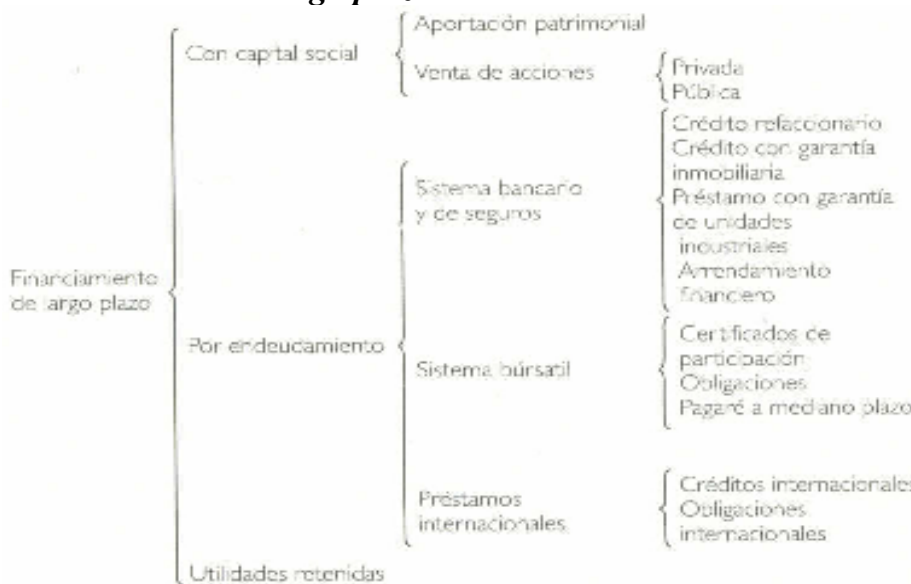 Con capital social
Aportación patrimonial
Venta de acciones
Privada
Pública
Financiamiento
de largo plazo
Por endeudamiento
Sistema bancario
y de seguros
Crédito refaccionario
Crédito con garantía
inmobiliaria
Préstamo con garantía
de unidades
industriales
Arrendamiento
financiero
Sistema búrsatil
Certificados de
participación
Obligaciones
Pagaré a mediano plazo
Préstamos
internacionales
Créditos internacionales
Obligaciones
internacionales
Utilidades retenidas